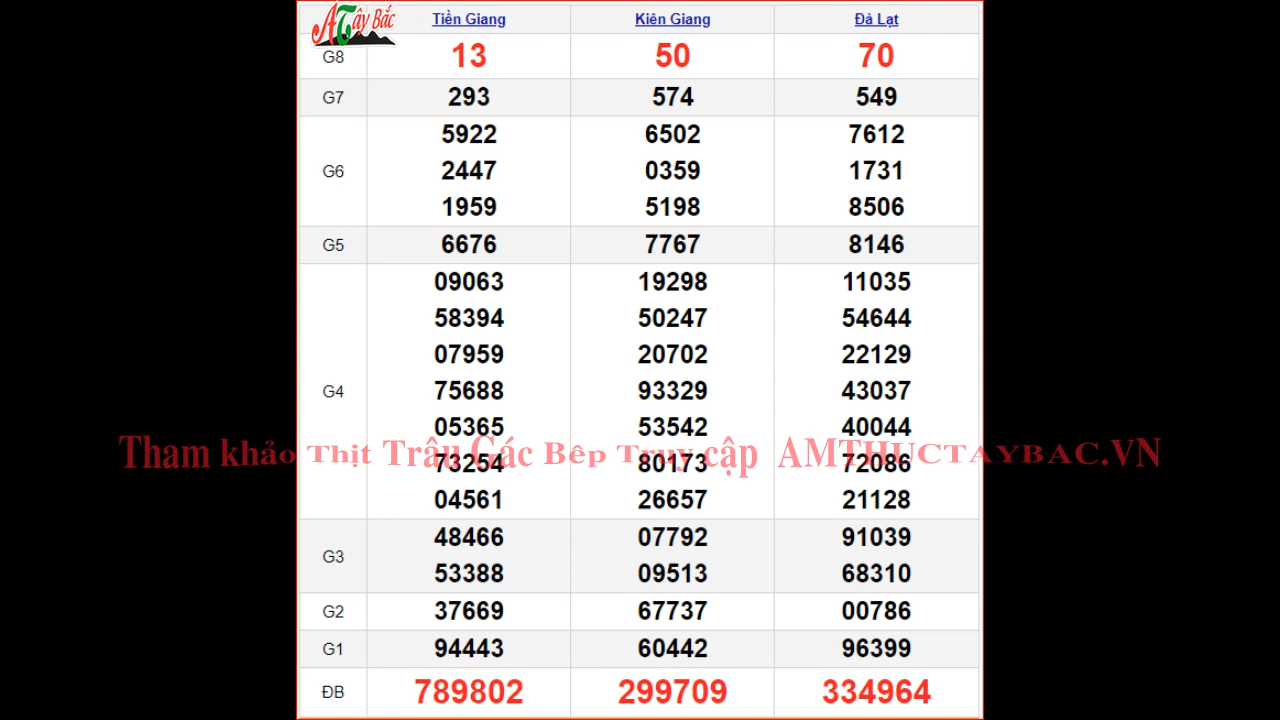 ATây Bắc
Tiền Giang Kiên Giang Đà Lạt
G8 13 50 70
G7 293 574 549
G6 5922 6502 7612
2447 0359 1731
1959 5198 8506
G5 6676 7767 8146
G4 09063 19298 11035
58394 50247 54644
07959 20702 22129
75688 93329 43037
05365 53542 40044
Tham khảo Thịt Trâu Gác Bêp Truy cập AMTHUCTAYBAC.VN
73254 80173 72086
04561 26657 21128
G3 48466 07792 91039
53388 09513 68310
G2 37669 67737 00786
G1 94443 60442 96399
ĐB 789802 299709 334964